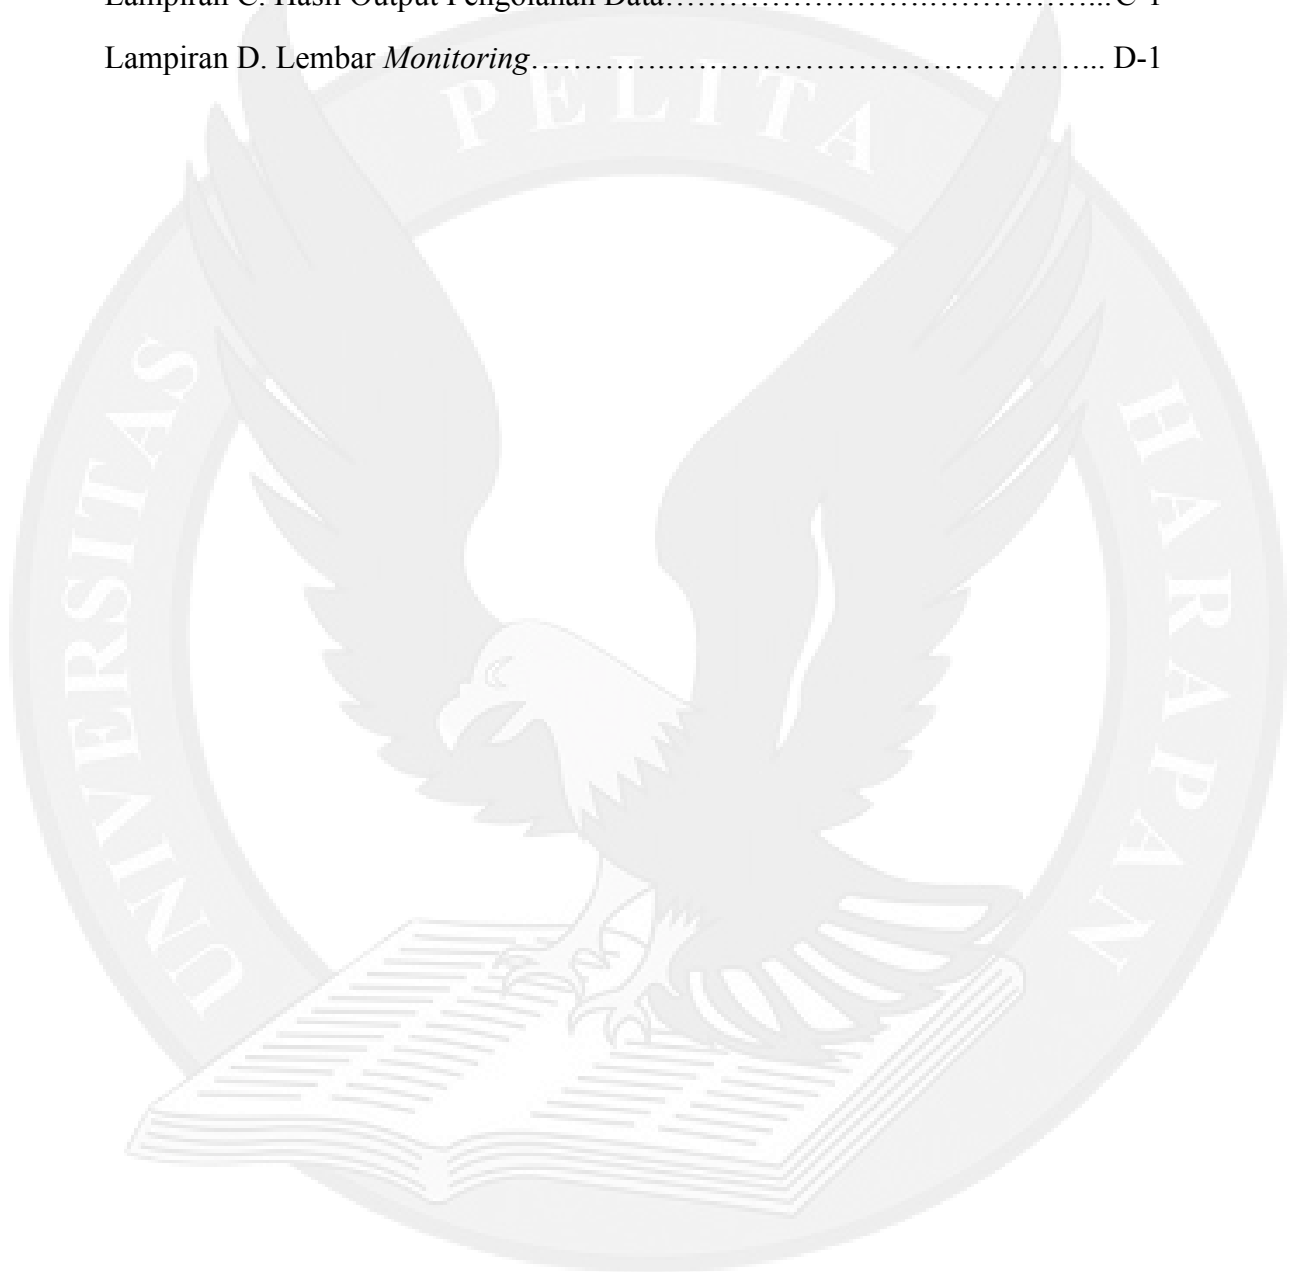 Lampiran C. Hasil Output Pengolahan Data…………………….…………...C-1
Lampiran D. Lembar Monitoring………….………………………………….. D-1
PELITA
UNIVERSITAS
HARAPAN